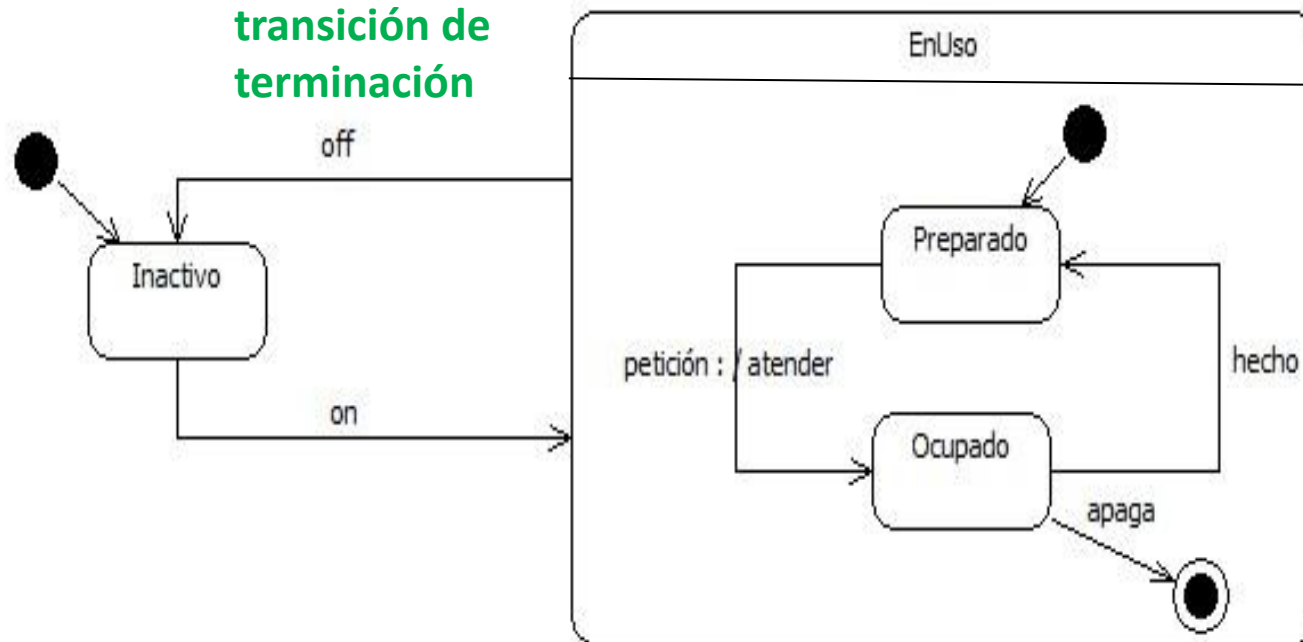 transición de
terminación
EnUso
off
Preparado
Inactivo
petición : / atender
hecho
on
Ocupado
apaga